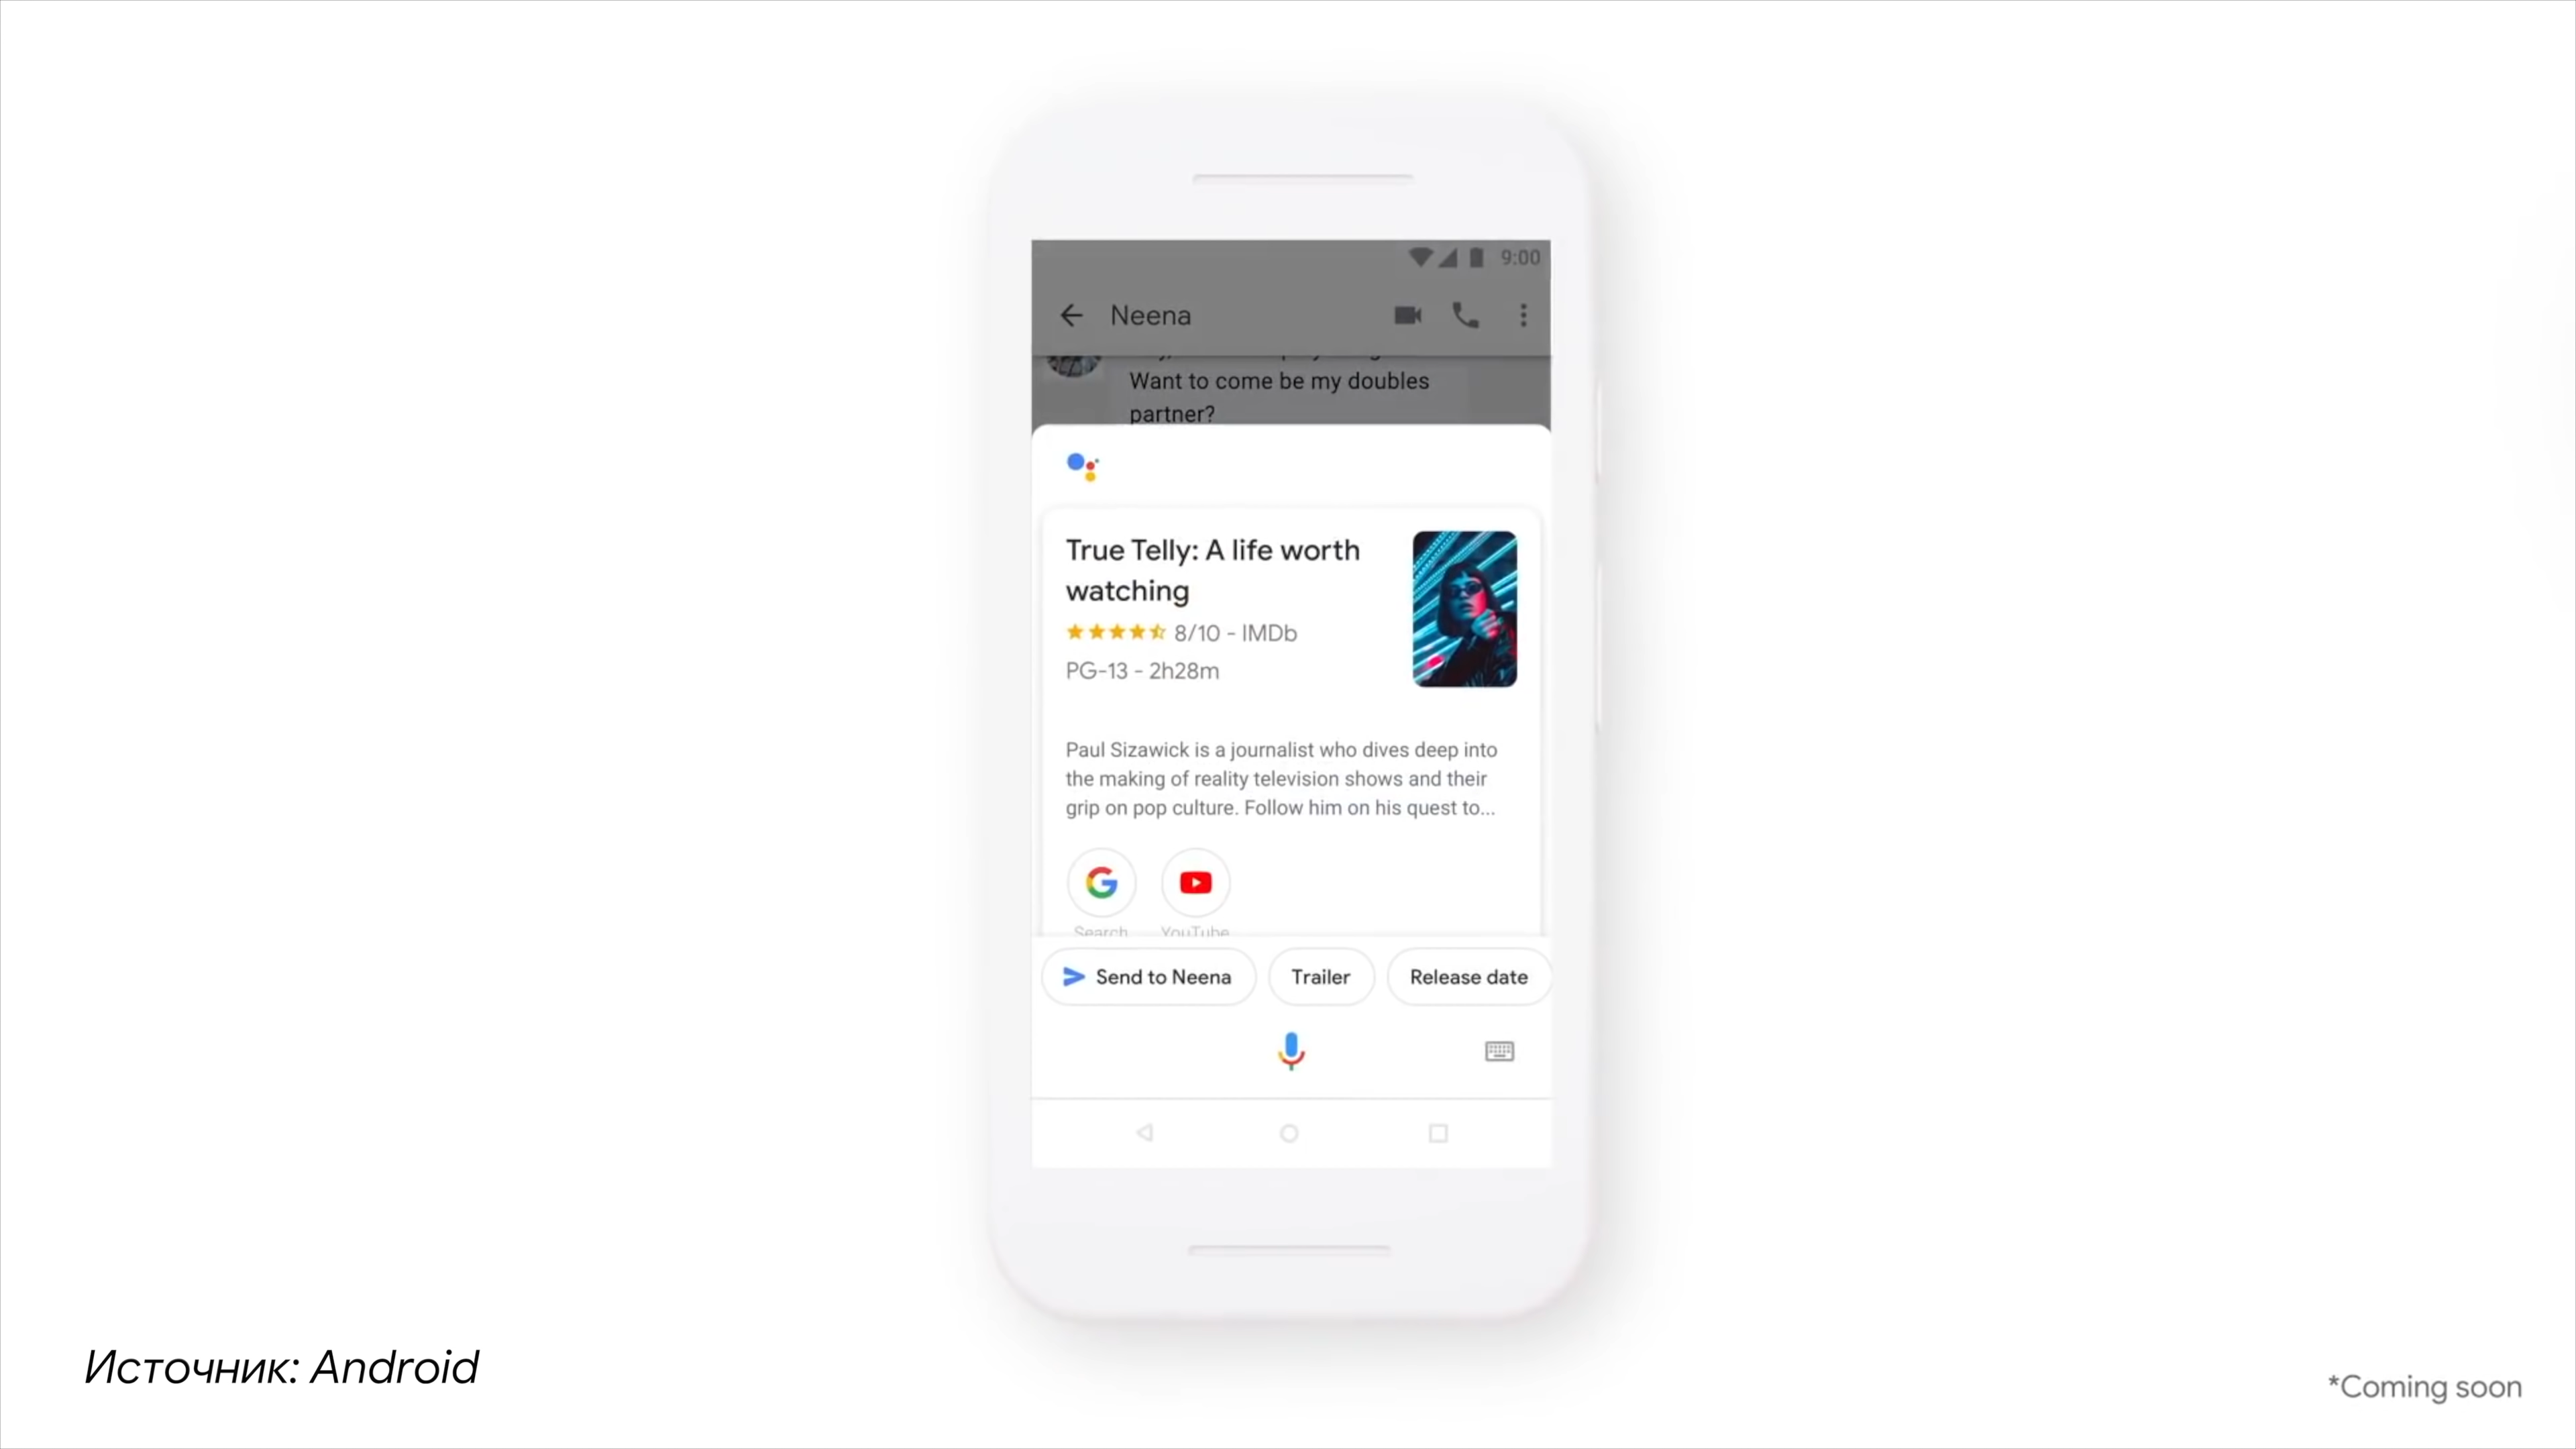 9:00
Neena
Want to come be my doubles
partner?
True Telly: A life worth
watching
8/10 - IMDb
PG-13 - 2h28m
Paul Sizawick is a journalist who dives deep into
the making of reality television shows and their
grip on pop culture. Follow him on his quest to...
Search YouTube
Send to Neena Trailer Release date
Источник: Android
*Coming soon